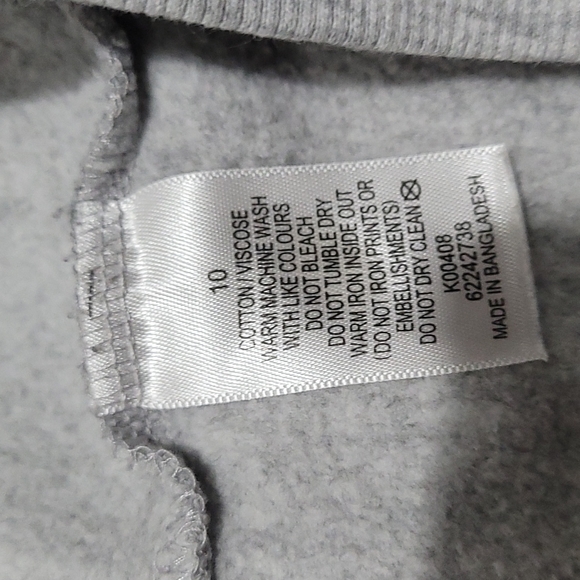 10
COTTON / VISCOSE
WARM MACHINE WASH
WITH LIKE COLOURS
DO NOT BLEACH
DO NOT TUMBLE DRY
WARM IRON INSIDE OUT
(DO NOT IRON PRINTS OR
EMBELLISHMENTS)
DO NOT DRY CLEAN
K00408
62242738
MADE IN BANGLADESH